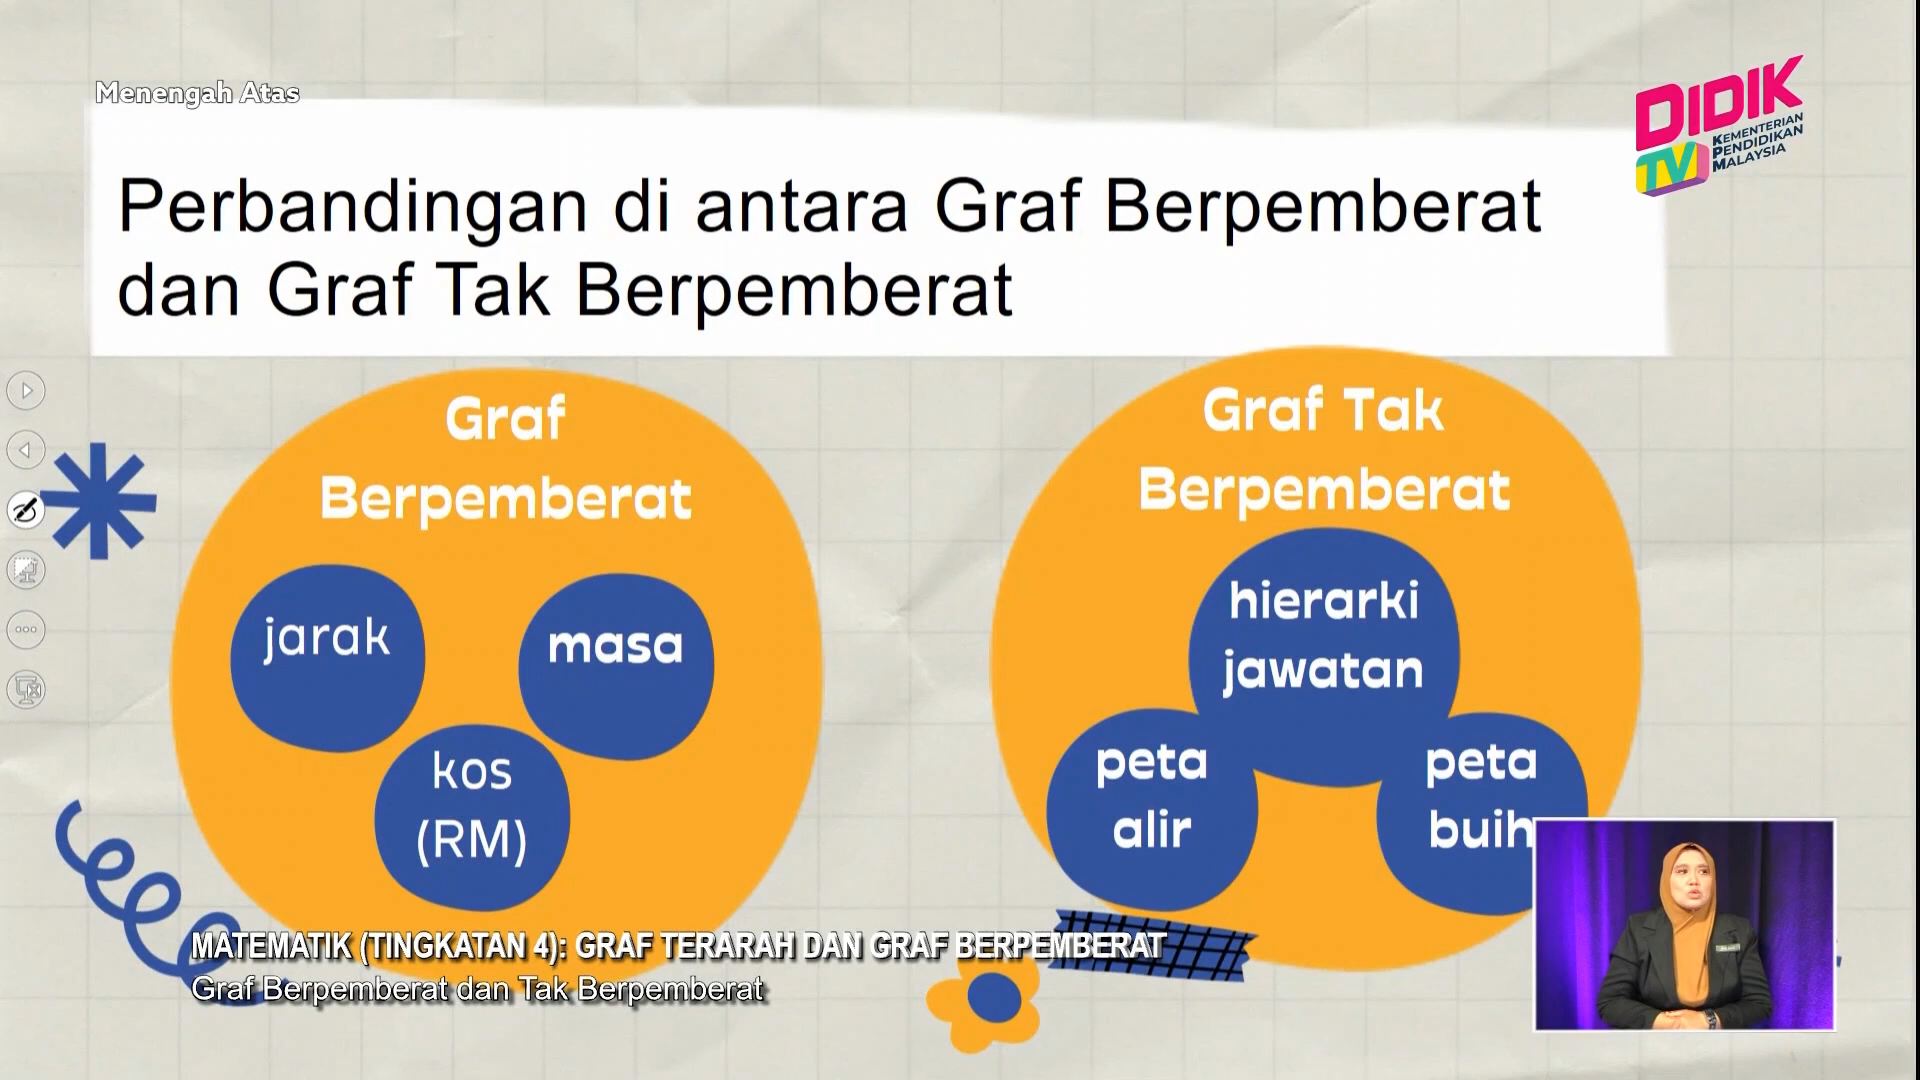 Menengah Atas
DIDIK
TV
KEMENTERIAN
PENDIDIKAN
MALAYSIA
Perbandingan di antara Graf Berpemberat
dan Graf Tak Berpemberat
Graf
Berpemberat
jarak
masa
kos
(RM)
Graf Tak
Berpemberat
hierarki
jawatan
peta
alir
peta
buih
MATEMATIK (TINGKATAN 4): GRAF TERARAH DAN GRAF BERPEMBERAT
Graf Berpemberat dan Tak Berpemberat